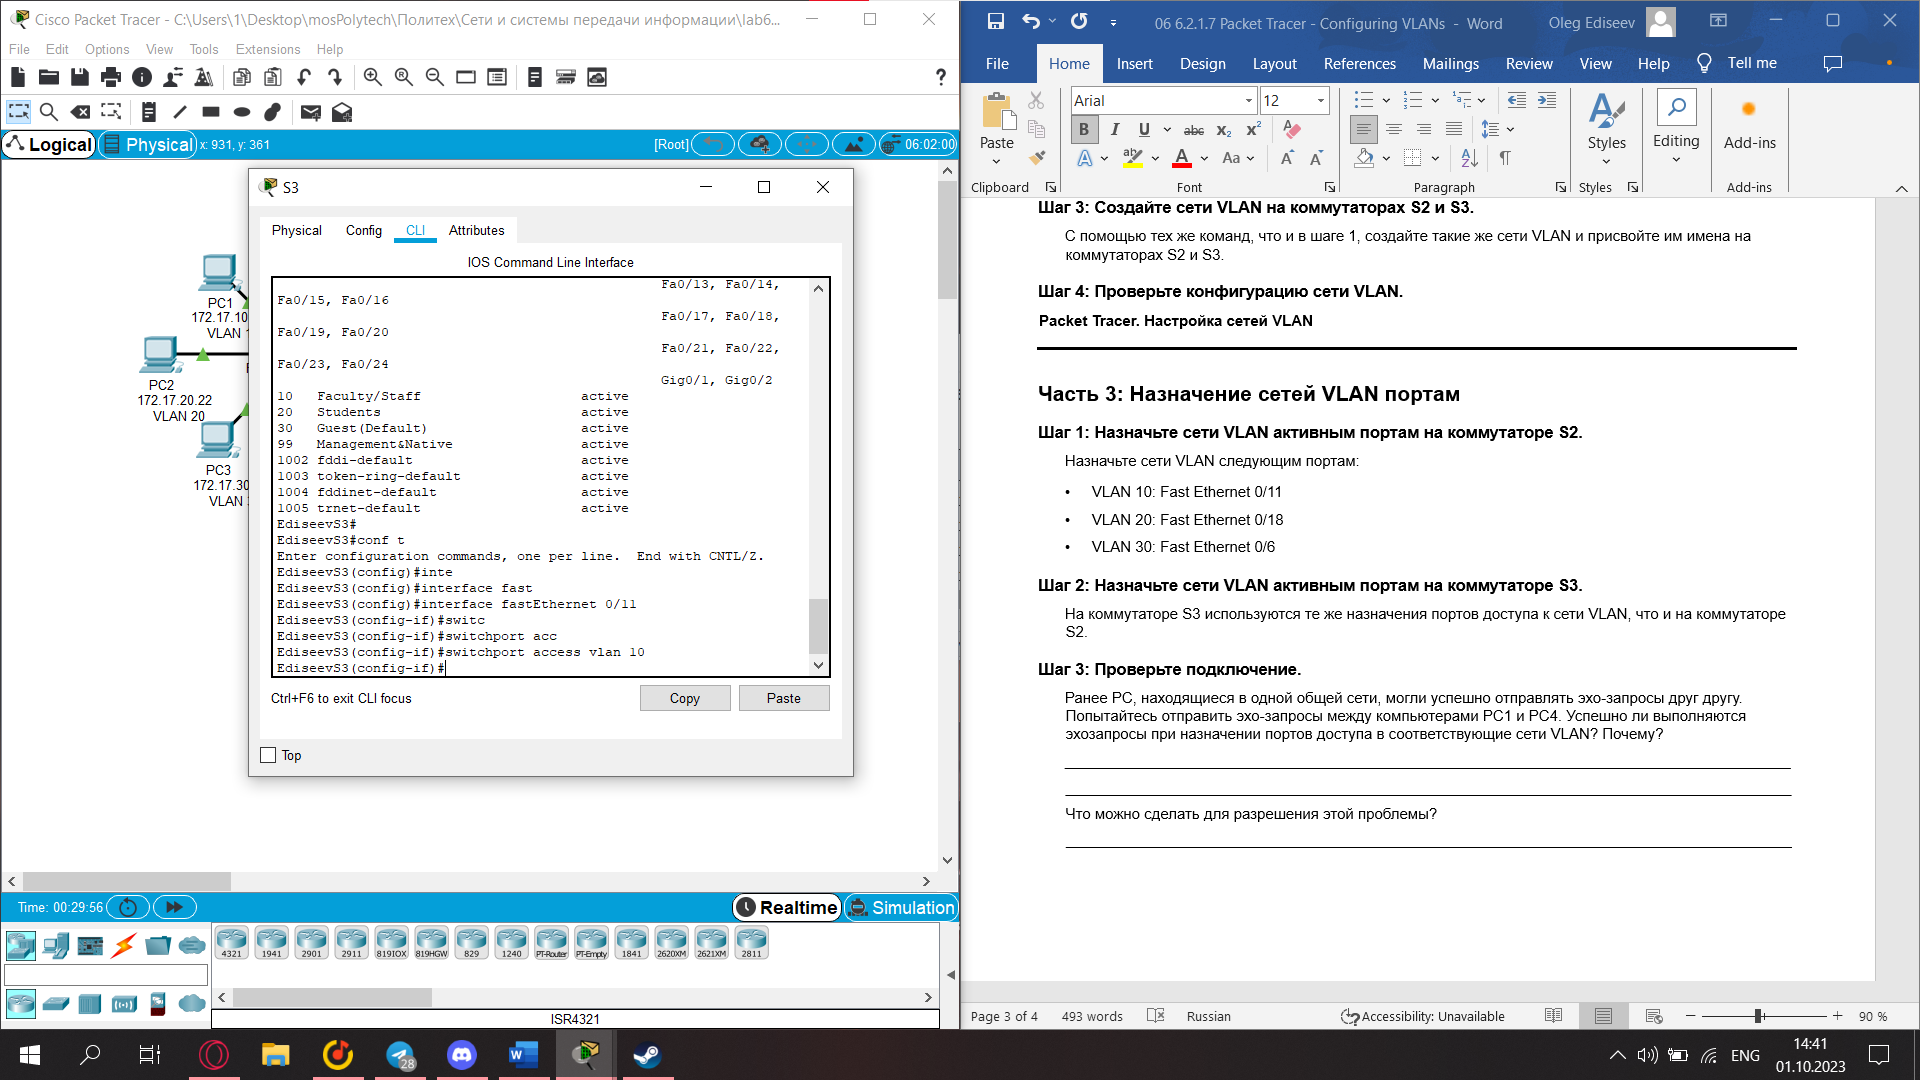 Cisco Packet Tracer - C:\Users\1\Desktop\mosPolytech\Политех\Сети и системы передачи информации\lab6...
File Edit Options View Tools Extensions Help
Logical
Physical
x: 931, y: 361
[Root]
06:02:00
PC1
172.17.10
VLAN 1
PC2
172.17.20.22
VLAN 20
PC3
172.17.30
VLAN
S3
Physical Config CLI Attributes
IOS Command Line Interface
Fa0/13, Fa0/14,
Fa0/15, Fa0/16
Fa0/17, Fa0/18,
Fa0/19, Fa0/20
Fa0/21, Fa0/22,
Fa0/23, Fa0/24
Gig0/1, Gig0/2
10 Faculty/Staff active
20 Students active
30 Guest(Default) active
99 Management&Native active
1002 fddi-default active
1003 token-ring-default active
1004 fddinet-default active
1005 trnet-default active
EdiseevS3#
EdiseevS3#conf t
Enter configuration commands, one per line. End with CNTL/Z.
EdiseevS3(config)#inte
EdiseevS3(config)#interface fast
EdiseevS3(config)#interface fastEthernet 0/11
EdiseevS3(config-if)#switc
EdiseevS3(config-if)#switchport acc
EdiseevS3(config-if)#switchport access vlan 10
EdiseevS3(config-if)#
Ctrl+F6 to exit CLI focus
Copy
Paste
Top
Time: 00:29:56
Realtime
Simulation
4321 1941 2901 2911 819IOX 819HGW 829 1240 PT-Router PT-Empty 1841 2620XM 2621XM 2811
ISR4321
06 6.2.1.7 Packet Tracer - Configuring VLANs - Word
Oleg Ediseev
File Home Insert Design Layout References Mailings Review View Help Tell me
Paste
Clipboard
Arial
12
B I U abc x₂ x²
A A Aa A A
Font
Paragraph
Styles
Styles
Editing
Add-ins
Add-ins
Шаг 3: Создайте сети VLAN на коммутаторах S2 и S3.
С помощью тех же команд, что и в шаге 1, создайте такие же сети VLAN и присвойте им имена на
коммутаторах S2 и S3.
Шаг 4: Проверьте конфигурацию сети VLAN.
Packet Tracer. Настройка сетей VLAN
Часть 3: Назначение сетей VLAN портам
Шаг 1: Назначьте сети VLAN активным портам на коммутаторе S2.
Назначьте сети VLAN следующим портам:
• VLAN 10: Fast Ethernet 0/11
• VLAN 20: Fast Ethernet 0/18
• VLAN 30: Fast Ethernet 0/6
Шаг 2: Назначьте сети VLAN активным портам на коммутаторе S3.
На коммутаторе S3 используются те же назначения портов доступа к сети VLAN, что и на коммутаторе
S2.
Шаг 3: Проверьте подключение.
Ранее PC, находящиеся в одной общей сети, могли успешно отправлять эхо-запросы друг другу.
Попытайтесь отправить эхо-запросы между компьютерами PC1 и PC4. Успешно ли выполняются
эхозапросы при назначении портов доступа в соответствующие сети VLAN? Почему?
Что можно сделать для разрешения этой проблемы?
Page 3 of 4
493 words
Russian
Accessibility: Unavailable
90 %
28
ENG
14:41
01.10.2023